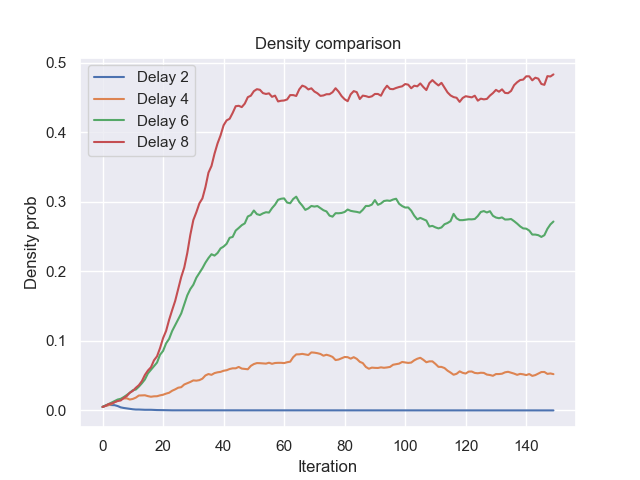 Density comparison
Delay 2
Delay 4
Delay 6
Delay 8
Density prob
0.5
0.4
0.3
0.2
0.1
0.0
0 20 40 60 80 100 120 140
Iteration